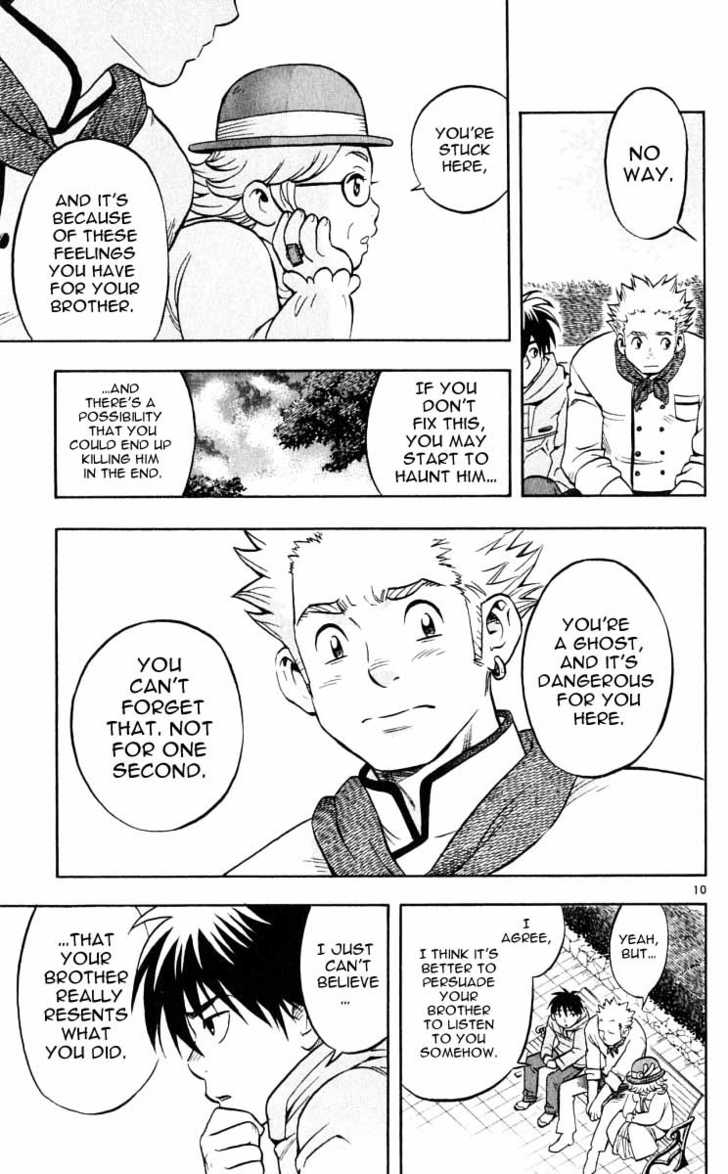 NO
WAY.
YOU'RE
STUCK
HERE,
AND IT'S
BECAUSE
OF THESE
FEELINGS
YOU HAVE
FOR YOUR
BROTHER.
IF YOU
DON'T
FIX THIS,
YOU MAY
START TO
HAUNT HIM...
...AND
THERE'S A
POSSIBILITY
THAT YOU
COULD END UP
KILLING HIM
IN THE END.
YOU'RE
A GHOST,
AND IT'S
DANGEROUS
FOR YOU
HERE.
YOU
CAN'T
FORGET
THAT. NOT
FOR ONE
SECOND.
10
YEAH,
BUT...
I
AGREE,
I THINK IT'S
BETTER TO
PERSUADE
YOUR
BROTHER
TO LISTEN
TO YOU
SOMEHOW.
I JUST
CAN'T
BELIEVE
...
...THAT
YOUR
BROTHER
REALLY
RESENTS
WHAT
YOU DID.